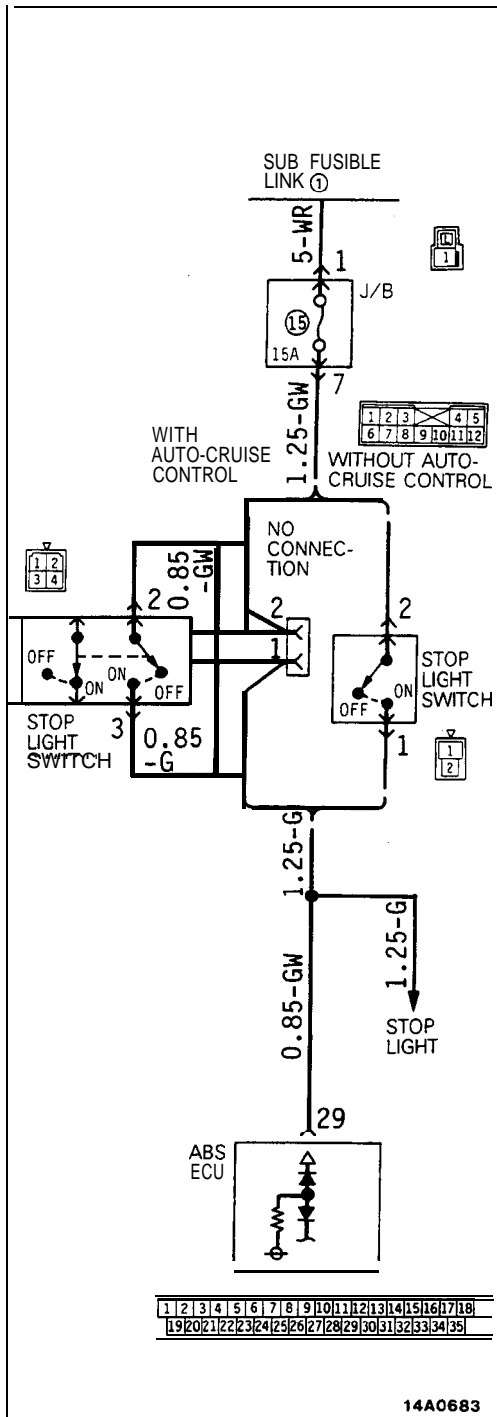 SUB FUSIBLE
LINK ①
5-WR
1
1
J/B
15
15A
7
1.25-GW
1 2 3 4 5
6 7 8 9 10 11 12
WITH
AUTO-CRUISE
CONTROL
WITHOUT AUTO-
CRUISE CONTROL
NO
CONNEC-
TION
1 2
3 4
2
0.85
-GW
2
1
2
OFF
ON
ON
OFF
STOP
LIGHT
SWITCH
3
0.85
-G
OFF
ON
STOP
LIGHT
SWITCH
1
1
2
1.25-G
1.25-G
0.85-GW
STOP
LIGHT
29
ABS
ECU
1 2 3 4 5 6 7 8 9 10 11 12 13 14 15 16 17 18
19 20 21 22 23 24 25 26 27 28 29 30 31 32 33 34 35
14A0683